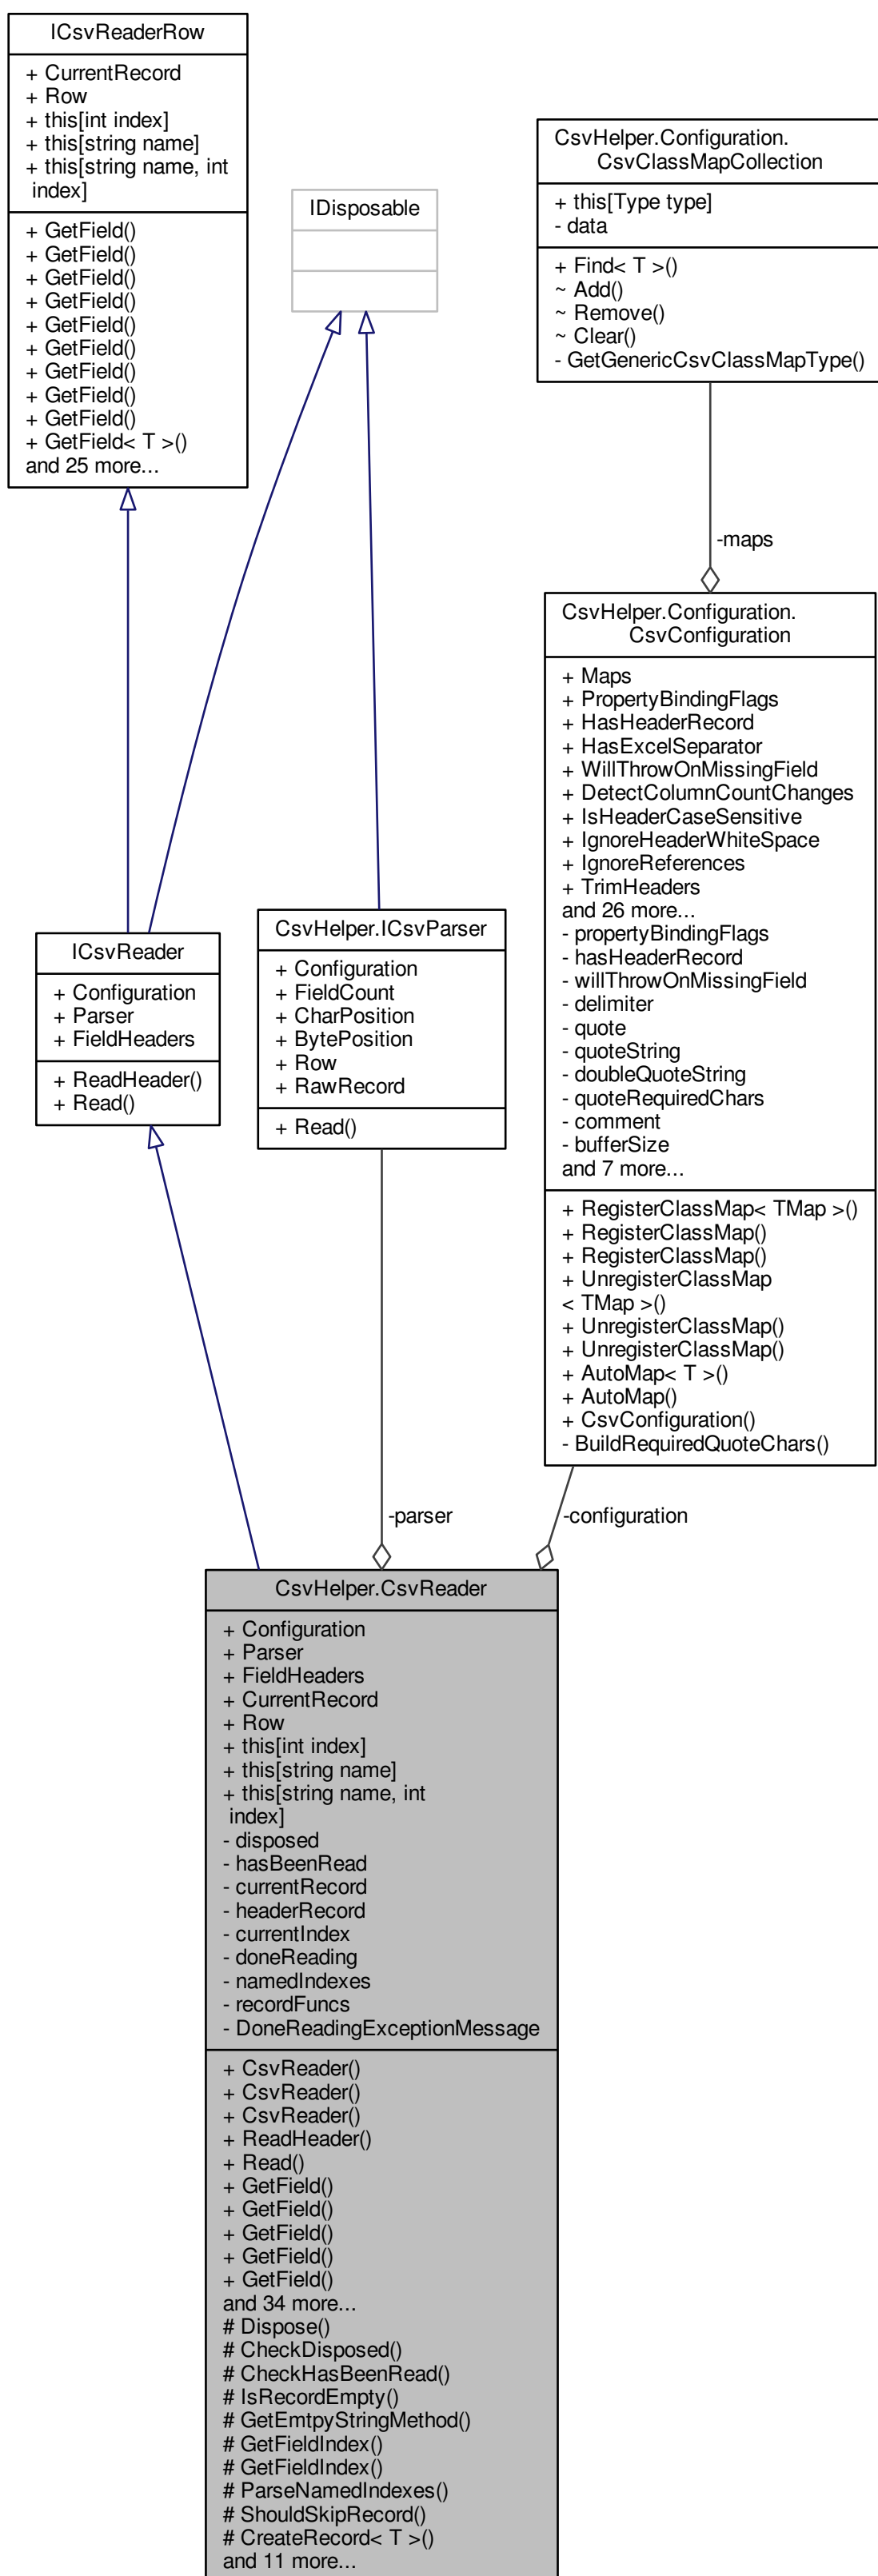 ICsvReaderRow
+ CurrentRecord
+ Row
+ this[int index]
+ this[string name]
+ this[string name, int
index]
+ GetField()
+ GetField()
+ GetField()
+ GetField()
+ GetField()
+ GetField()
+ GetField()
+ GetField()
+ GetField()
+ GetField< T >()
and 25 more...
IDisposable
CsvHelper.Configuration.
CsvClassMapCollection
+ this[Type type]
- data
+ Find< T >()
~ Add()
~ Remove()
~ Clear()
- GetGenericCsvClassMapType()
-maps
CsvHelper.Configuration.
CsvConfiguration
+ Maps
+ PropertyBindingFlags
+ HasHeaderRecord
+ HasExcelSeparator
+ WillThrowOnMissingField
+ DetectColumnCountChanges
+ IsHeaderCaseSensitive
+ IgnoreHeaderWhiteSpace
+ IgnoreReferences
+ TrimHeaders
and 26 more...
- propertyBindingFlags
- hasHeaderRecord
- willThrowOnMissingField
- delimiter
- quote
- quoteString
- doubleQuoteString
- quoteRequiredChars
- comment
- bufferSize
and 7 more...
+ RegisterClassMap< TMap >()
+ RegisterClassMap()
+ RegisterClassMap()
+ UnregisterClassMap
< TMap >()
+ UnregisterClassMap()
+ UnregisterClassMap()
+ AutoMap< T >()
+ AutoMap()
+ CsvConfiguration()
- BuildRequiredQuoteChars()
ICsvReader
+ Configuration
+ Parser
+ FieldHeaders
+ ReadHeader()
+ Read()
CsvHelper.ICsvParser
+ Configuration
+ FieldCount
+ CharPosition
+ BytePosition
+ Row
+ RawRecord
+ Read()
-parser
-configuration
CsvHelper.CsvReader
+ Configuration
+ Parser
+ FieldHeaders
+ CurrentRecord
+ Row
+ this[int index]
+ this[string name]
+ this[string name, int
index]
- disposed
- hasBeenRead
- currentRecord
- headerRecord
- currentIndex
- doneReading
- namedIndexes
- recordFuncs
- DoneReadingExceptionMessage
+ CsvReader()
+ CsvReader()
+ CsvReader()
+ ReadHeader()
+ Read()
+ GetField()
+ GetField()
+ GetField()
+ GetField()
+ GetField()
and 34 more...
# Dispose()
# CheckDisposed()
# CheckHasBeenRead()
# IsRecordEmpty()
# GetEmtpyStringMethod()
# GetFieldIndex()
# GetFieldIndex()
# ParseNamedIndexes()
# ShouldSkipRecord()
# CreateRecord< T >()
and 11 more...